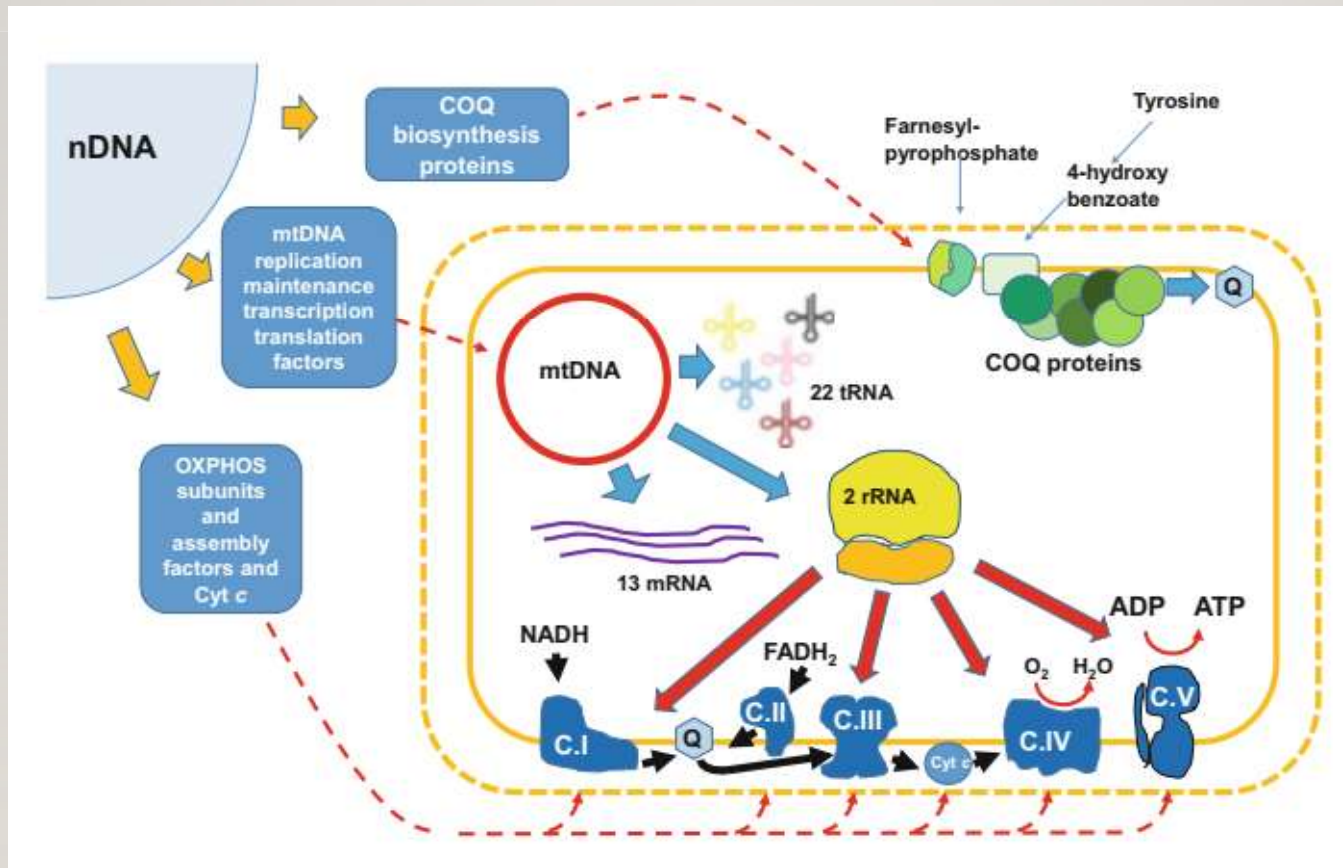 nDNA
COQ
biosynthesis
proteins
mtDNA
replication
maintenance
transcription
translation
factors
OXPHOS
subunits
and
assembly
factors and
Cyt c
Farnesyl-
pyrophosphate
Tyrosine
4-hydroxy
benzoate
Q
COQ proteins
mtDNA
22 tRNA
2 rRNA
13 mRNA
NADH
FADH₂
ADP
ATP
O₂
H₂O
C.I
Q
C.II
C.III
Cyt c
C.IV
C.V